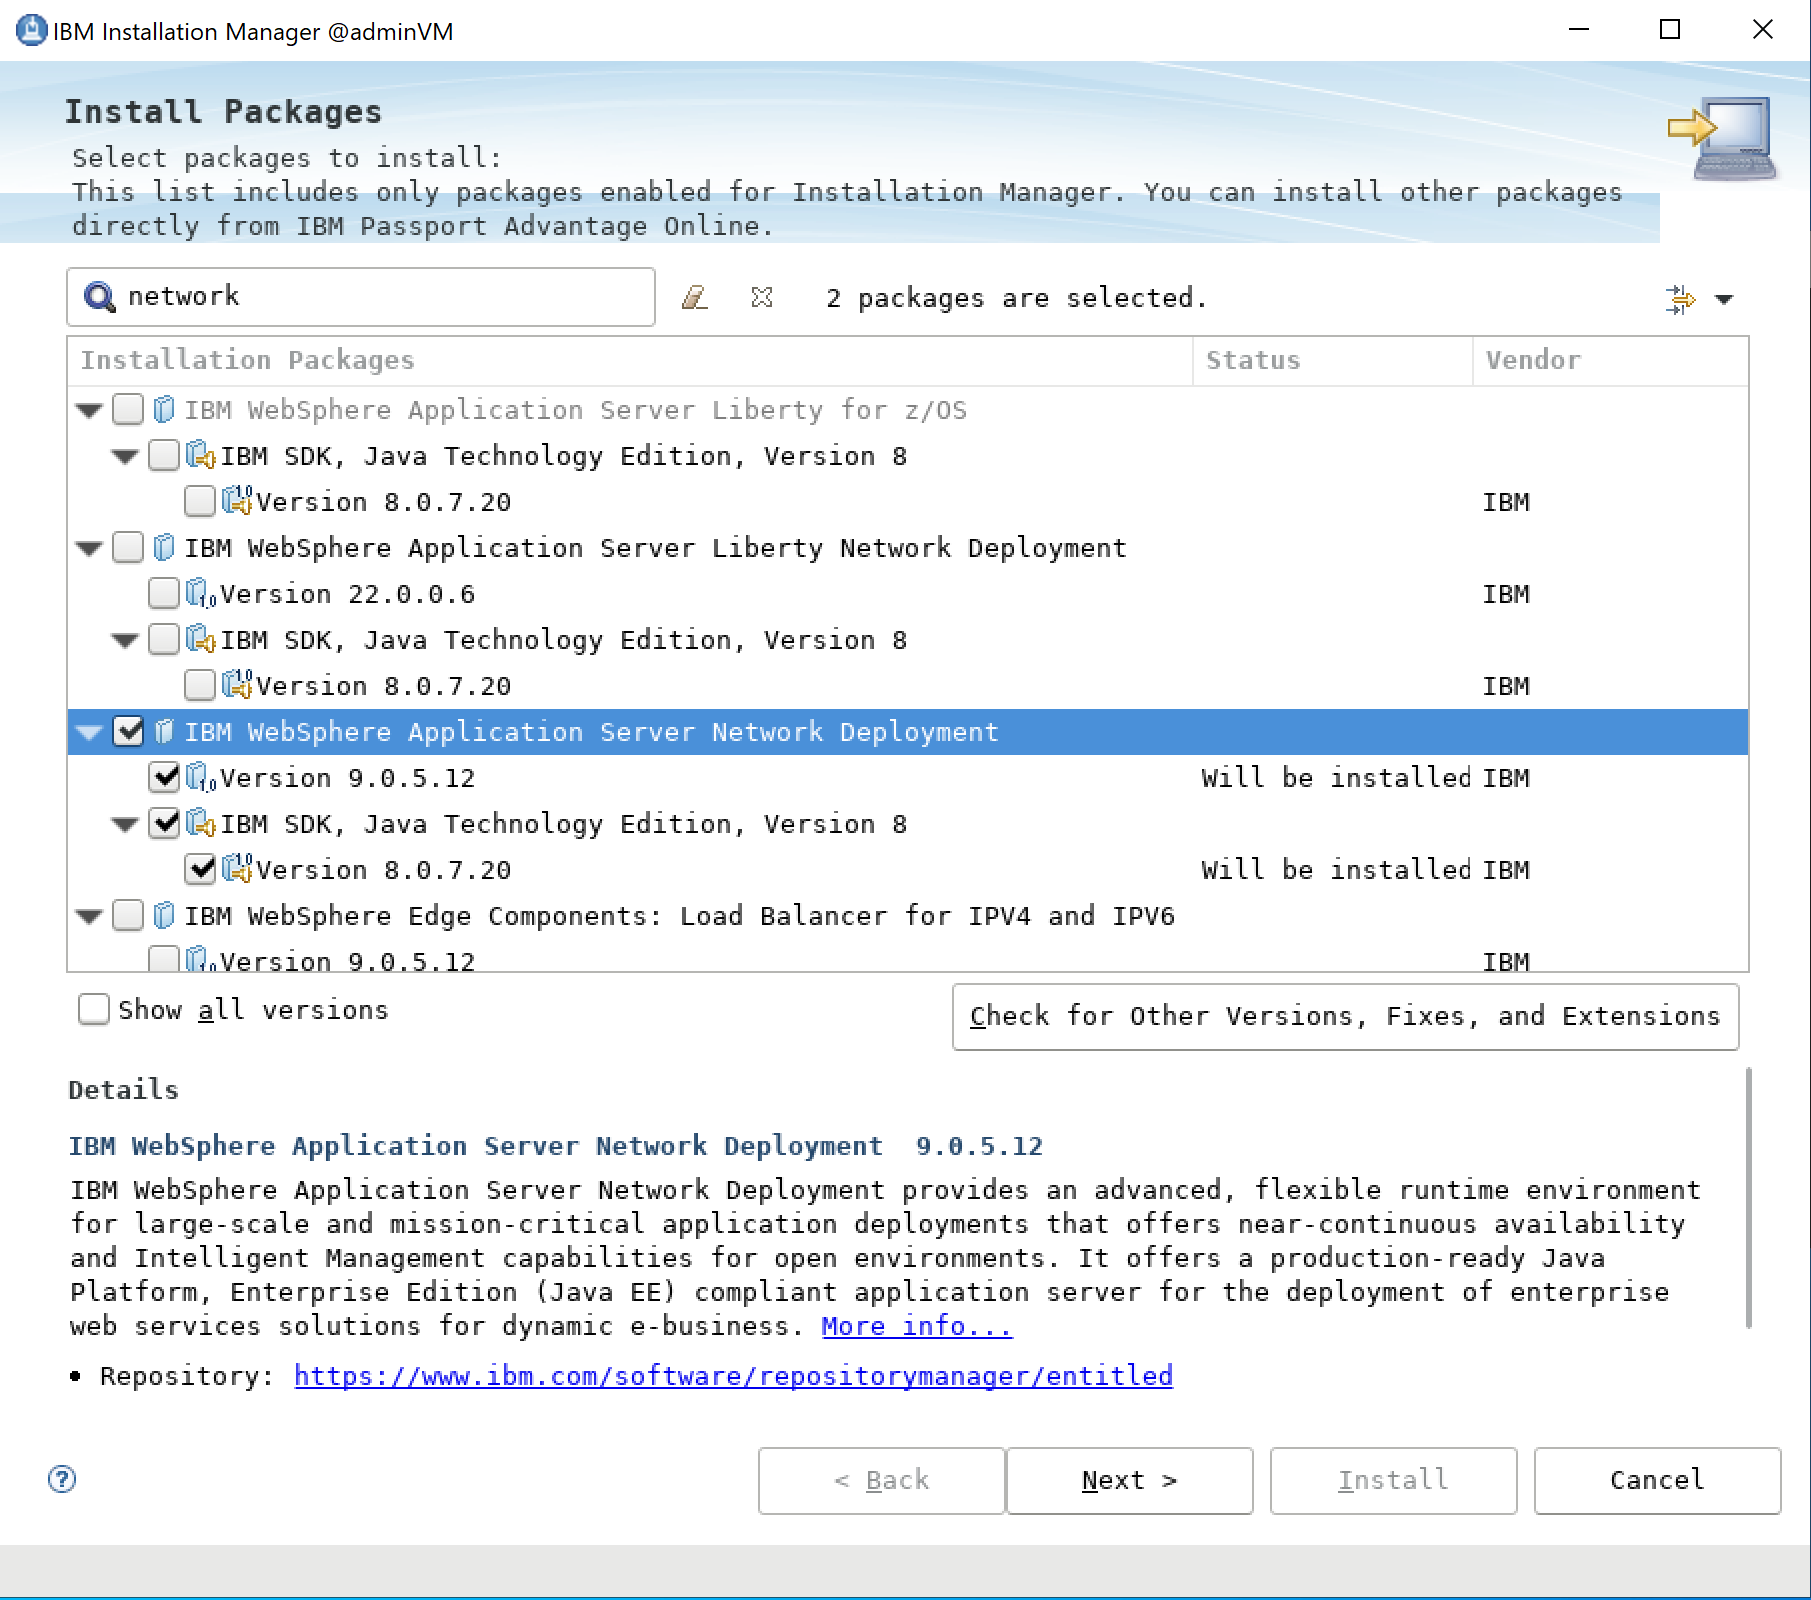 IBM Installation Manager @adminVM
Install Packages
Select packages to install:
This list includes only packages enabled for Installation Manager. You can install other packages
directly from IBM Passport Advantage Online.
network
2 packages are selected.
Installation Packages Status Vendor
IBM WebSphere Application Server Liberty for z/OS
IBM SDK, Java Technology Edition, Version 8
Version 8.0.7.20 IBM
IBM WebSphere Application Server Liberty Network Deployment
Version 22.0.0.6 IBM
IBM SDK, Java Technology Edition, Version 8
Version 8.0.7.20 IBM
IBM WebSphere Application Server Network Deployment
Version 9.0.5.12 Will be installed IBM
IBM SDK, Java Technology Edition, Version 8
Version 8.0.7.20 Will be installed IBM
IBM WebSphere Edge Components: Load Balancer for IPV4 and IPV6
Version 9.0.5.12 IBM
Show all versions
Check for Other Versions, Fixes, and Extensions
Details
IBM WebSphere Application Server Network Deployment 9.0.5.12
IBM WebSphere Application Server Network Deployment provides an advanced, flexible runtime environment
for large-scale and mission-critical application deployments that offers near-continuous availability
and Intelligent Management capabilities for open environments. It offers a production-ready Java
Platform, Enterprise Edition (Java EE) compliant application server for the deployment of enterprise
web services solutions for dynamic e-business. More info...
• Repository: https://www.ibm.com/software/repositorymanager/entitled
? < Back Next > Install Cancel